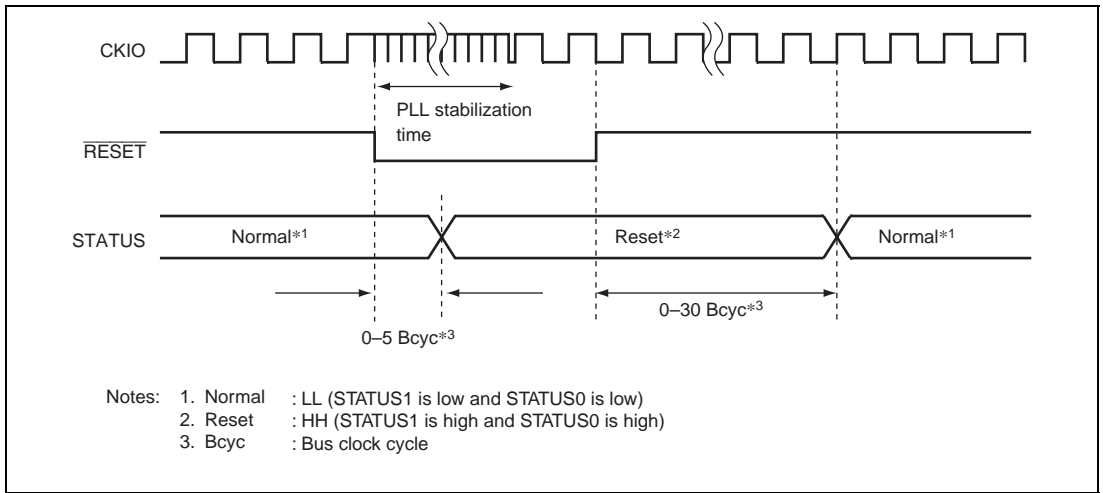 CKIO
PLL stabilization
time
RESET
STATUS
Normal*1
Reset*2
Normal*1
0–5 Bcyc*3
0–30 Bcyc*3
Notes: 1. Normal : LL (STATUS1 is low and STATUS0 is low)
2. Reset : HH (STATUS1 is high and STATUS0 is high)
3. Bcyc : Bus clock cycle